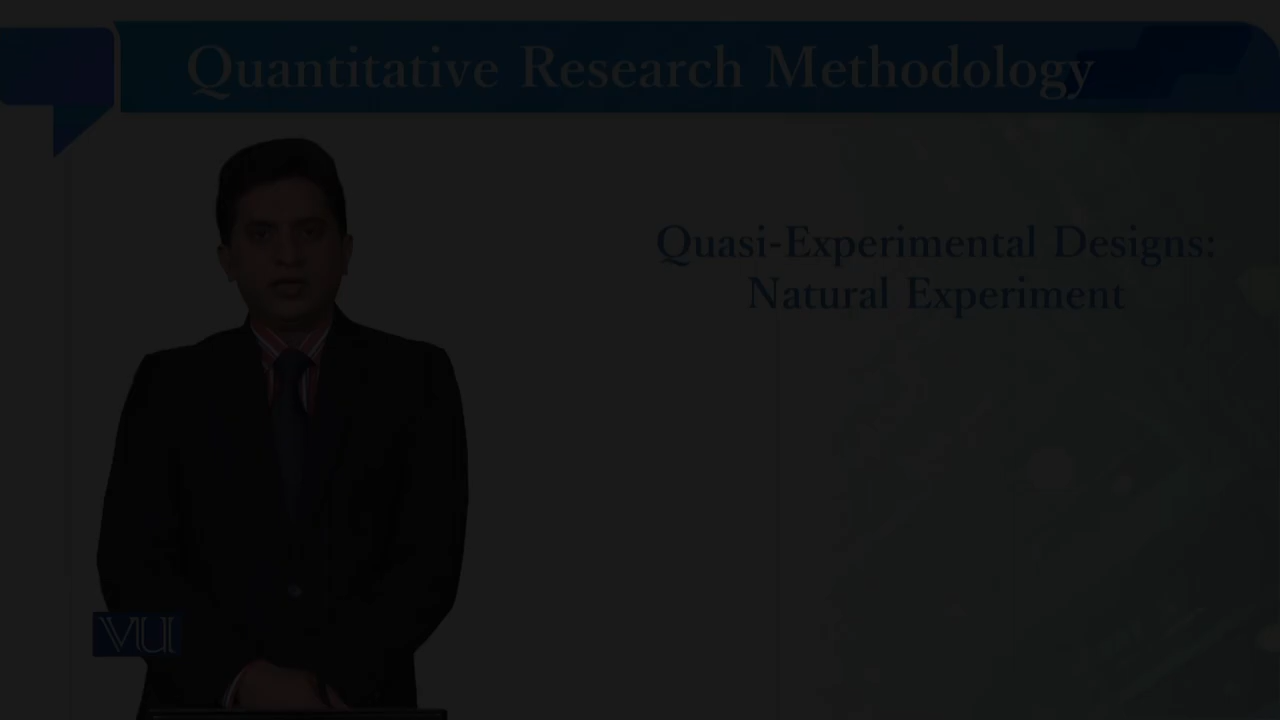 Quantitative Research Methodology
Quasi-Experimental Designs:
Natural Experiment
VU